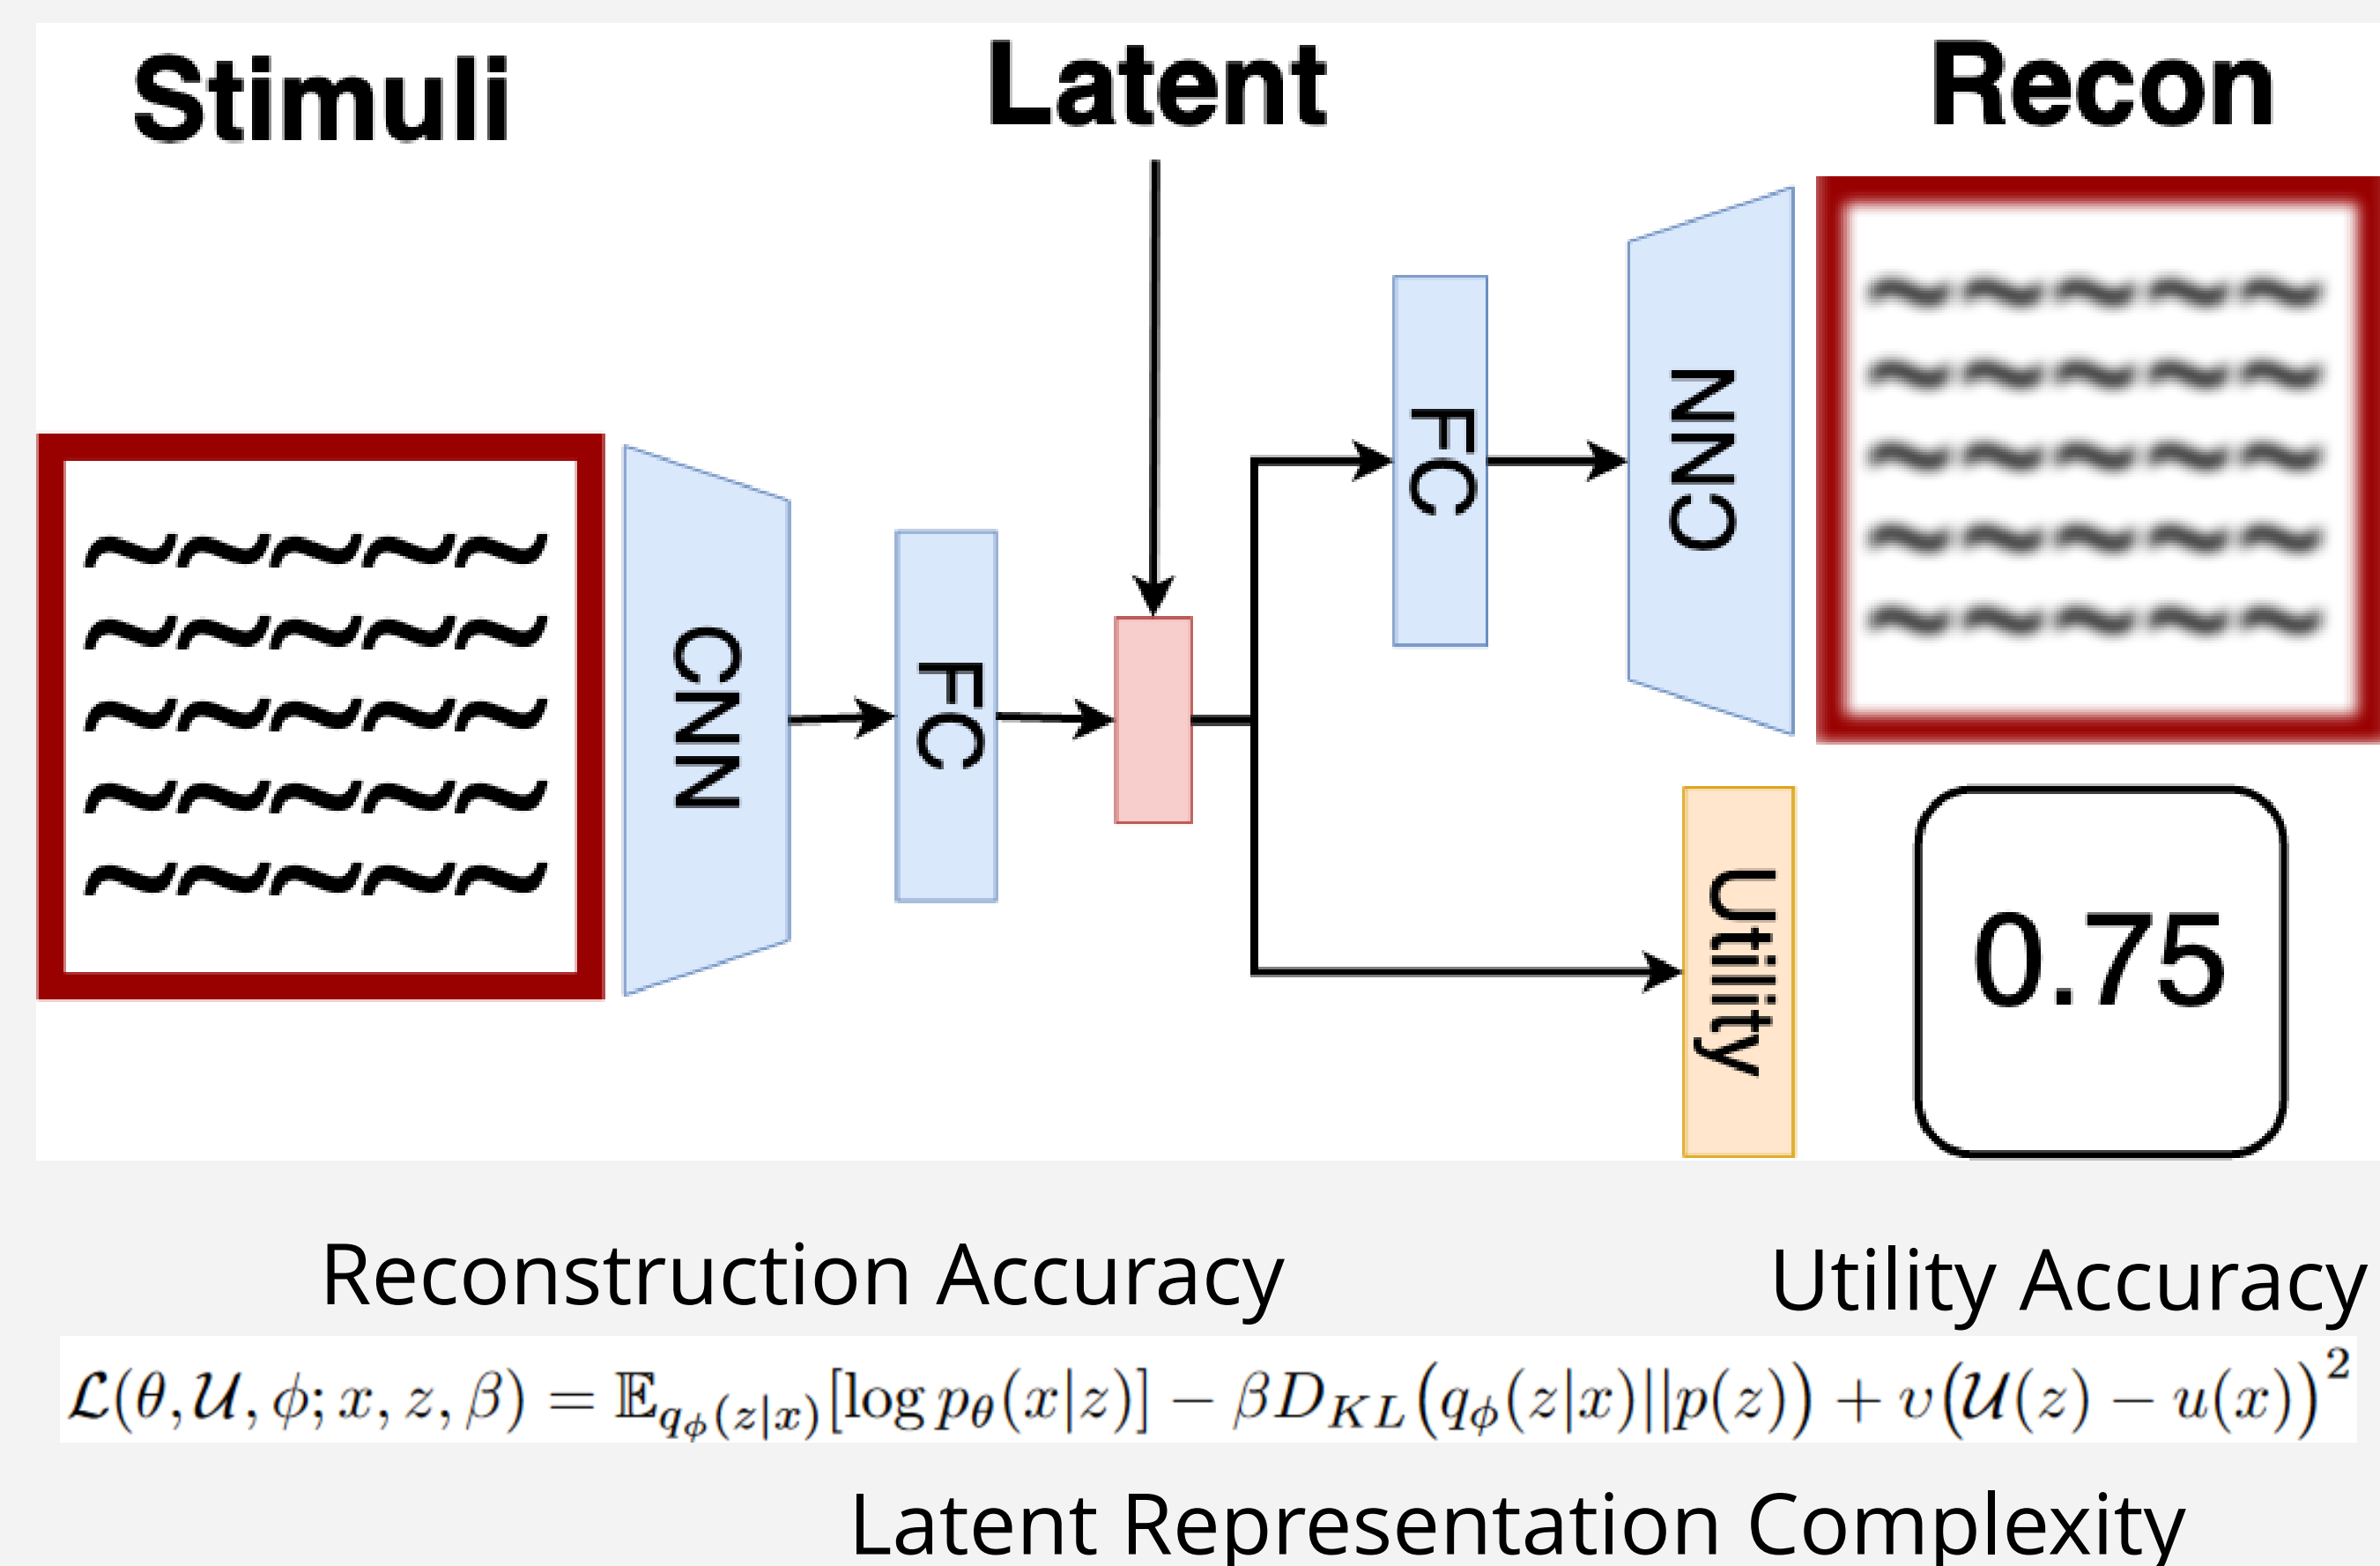 Stimuli
Latent
Recon
~~~~~
~~~~~
~~~~~
~~~~~
~~~~~
CNN
FC
FC
CNN
~~~~~
~~~~~
~~~~~
~~~~~
~~~~~
Utility
0.75
Reconstruction Accuracy
Utility Accuracy
ℒ(θ, 𝒰, ϕ; x, z, β) = 𝔼_{q_ϕ(z|x)}[log p_θ(x|z)] − βD_{KL}(q_ϕ(z|x)||p(z)) + υ(𝒰(z) − u(x))²
Latent Representation Complexity